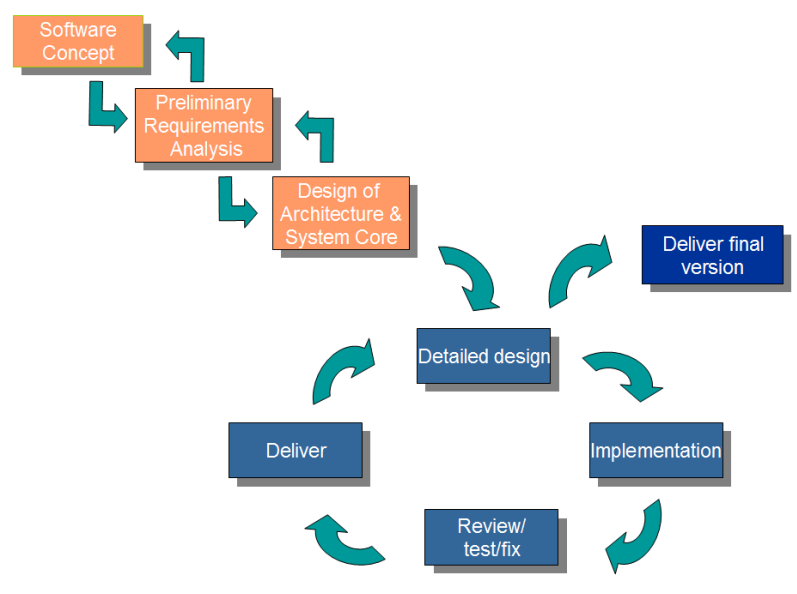 Software
Concept
Preliminary
Requirements
Analysis
Design of
Architecture &
System Core
Deliver final
version
Detailed design
Deliver
Implementation
Review/
test/fix